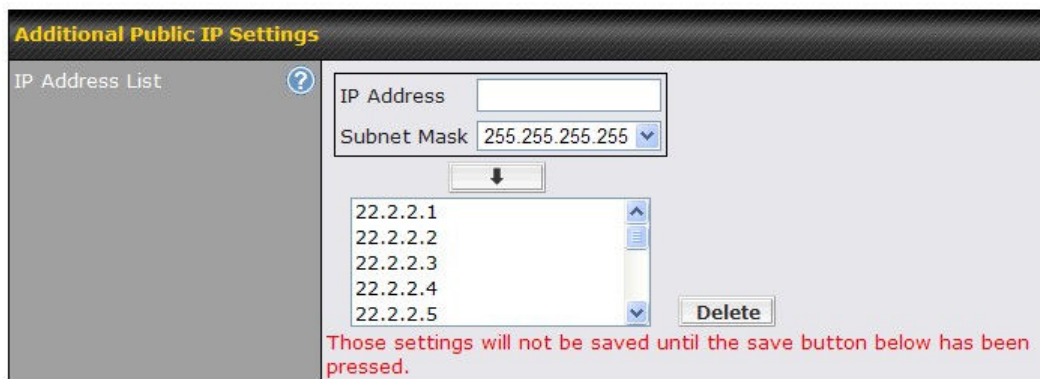 Additional Public IP Settings
IP Address List
?
IP Address
Subnet Mask 255.255.255.255
22.2.2.1
22.2.2.2
22.2.2.3
22.2.2.4
22.2.2.5
Delete
Those settings will not be saved until the save button below has been
pressed.